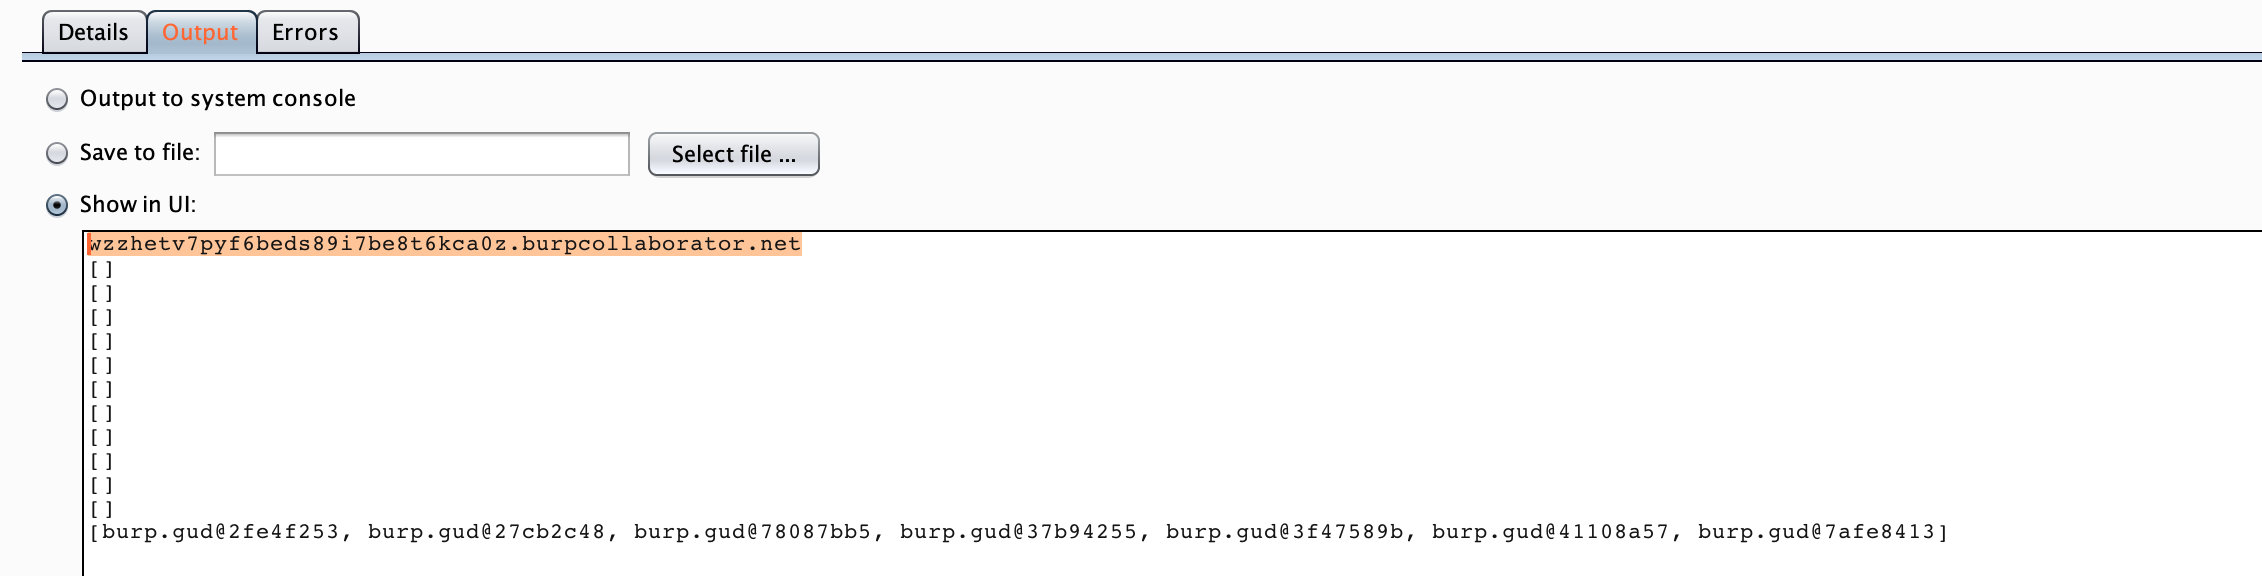 Details Output Errors
Output to system console
Save to file: Select file ...
Show in UI:
wzzhetv7pyf6beds89i7be8t6kca0z.burpcollaborator.net
[]
[]
[]
[]
[]
[]
[]
[]
[]
[]
[]
[burp.gud@2fe4f253, burp.gud@27cb2c48, burp.gud@78087bb5, burp.gud@37b94255, burp.gud@3f47589b, burp.gud@41108a57, burp.gud@7afe8413]